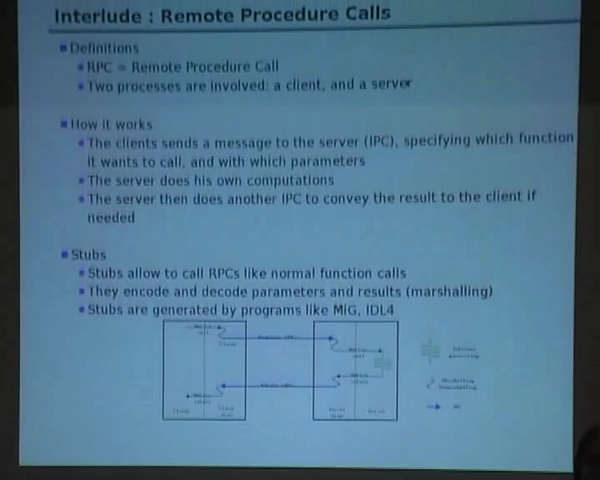 Interlude : Remote Procedure Calls
Definitions
RPC = Remote Procedure Call
Two processes are involved: a client, and a server
How it works
The clients sends a message to the server (IPC), specifying which function
it wants to call, and with which parameters
The server does his own computations
The server then does another IPC to convey the result to the client if
needed
Stubs
Stubs allow to call RPCs like normal function calls
They encode and decode parameters and results (marshalling)
Stubs are generated by programs like MiG, IDL4